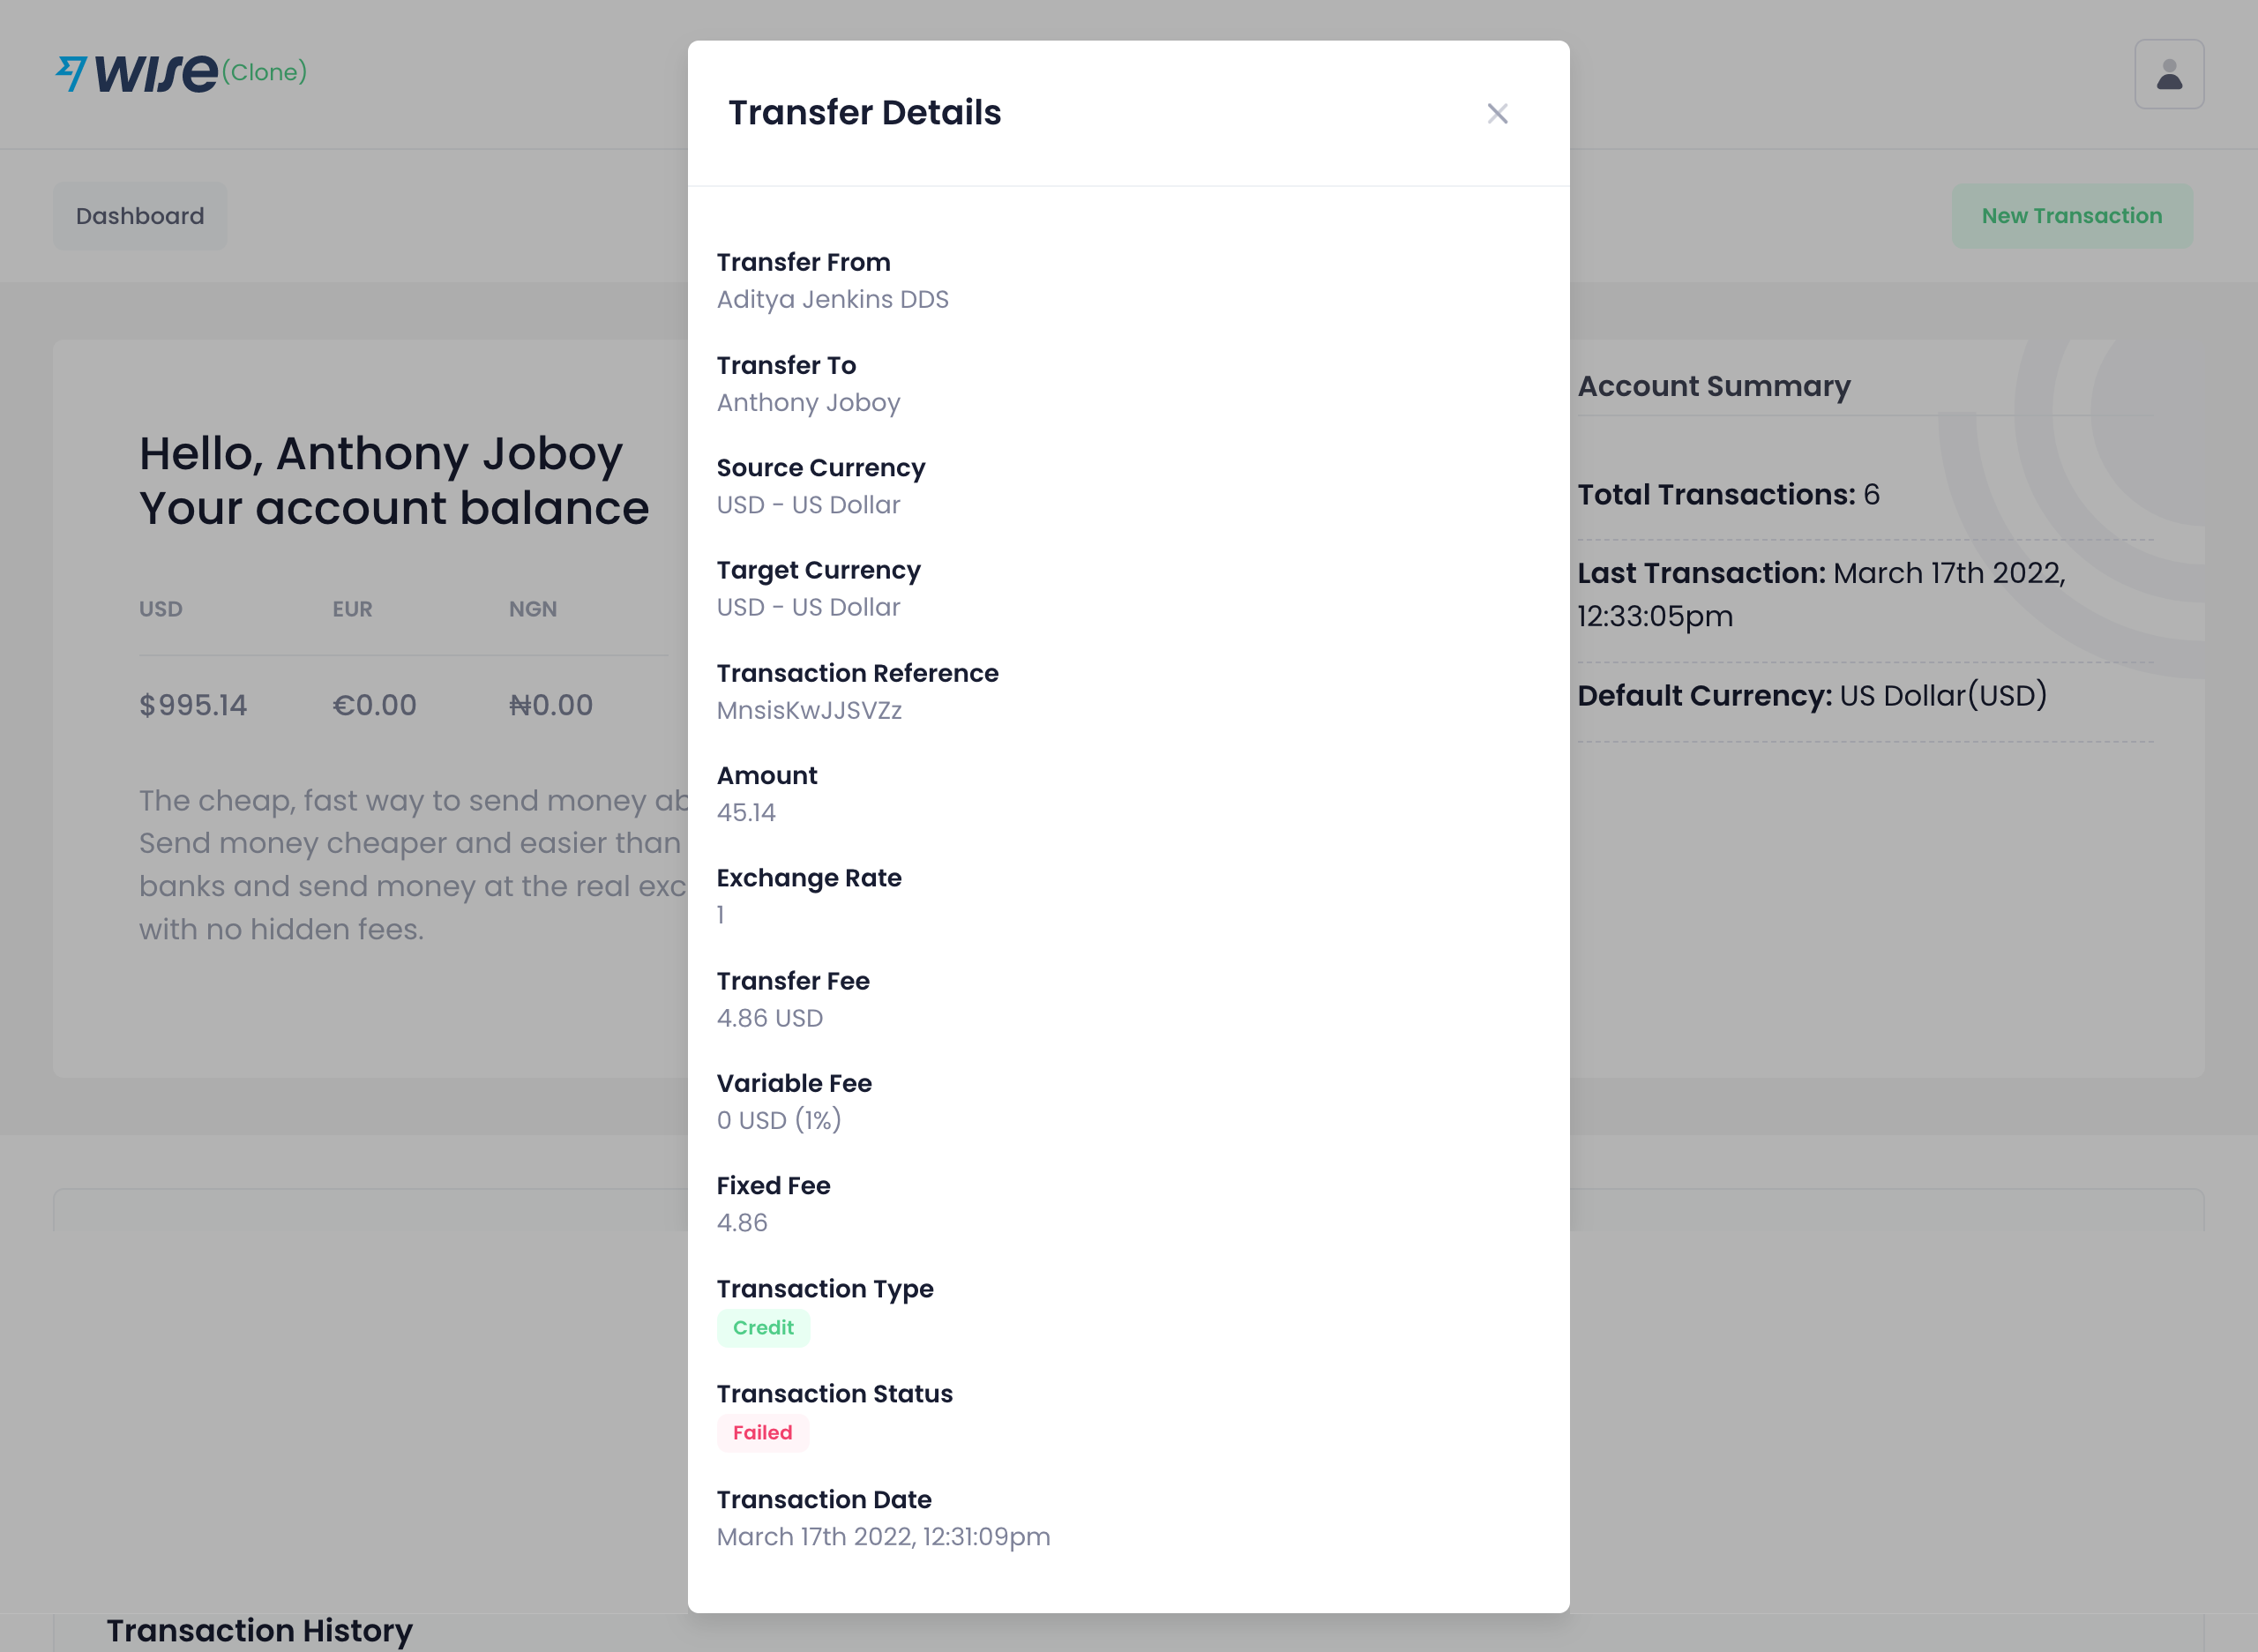 wise (Clone)
Dashboard
New Transaction
Hello, Anthony Joboy
Your account balance
USD EUR NGN
$995.14 €0.00 ₦0.00
The cheap, fast way to send money
Send money cheaper and easier than
banks and send money at the real
with no hidden fees.
Transfer Details
Transfer From
Aditya Jenkins DDS
Transfer To
Anthony Joboy
Source Currency
USD - US Dollar
Target Currency
USD - US Dollar
Transaction Reference
MnsisKwJJSVZz
Amount
45.14
Exchange Rate
1
Transfer Fee
4.86 USD
Variable Fee
0 USD (1%)
Fixed Fee
4.86
Transaction Type
Credit
Transaction Status
Failed
Transaction Date
March 17th 2022, 12:31:09pm
Account Summary
Total Transactions: 6
Last Transaction: March 17th 2022,
12:33:05pm
Default Currency: US Dollar(USD)
Transaction History